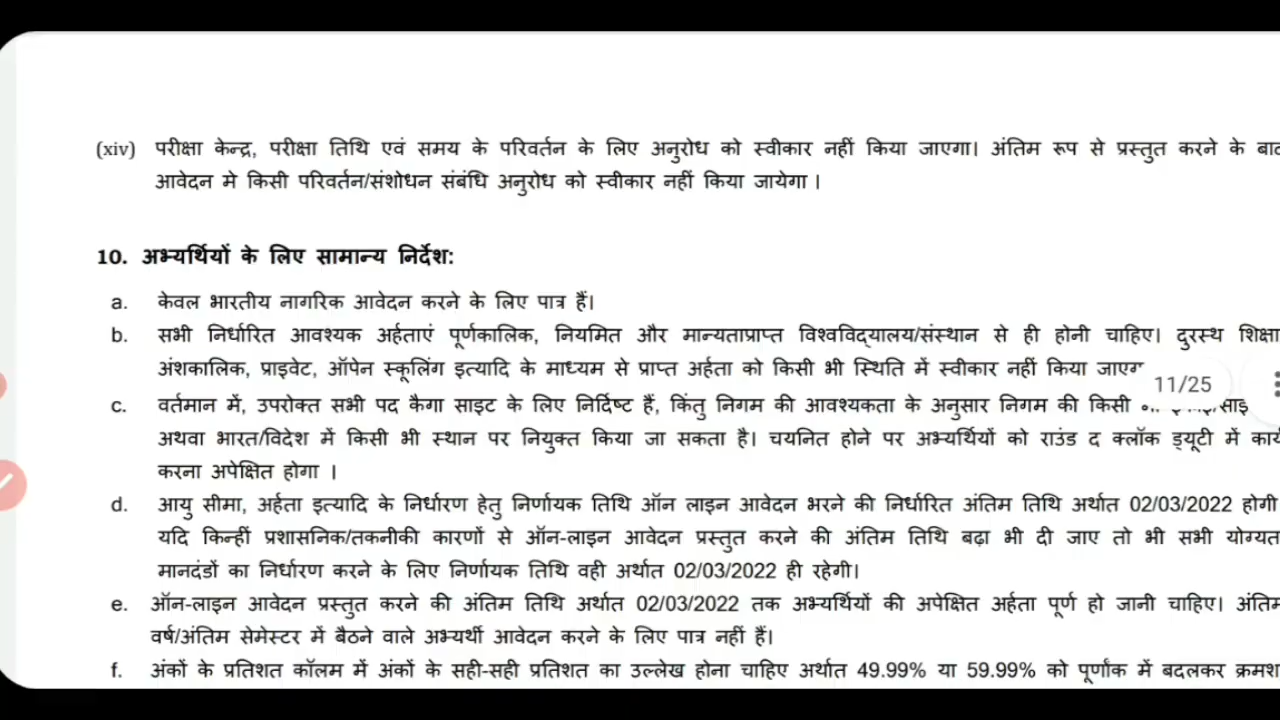 (xiv) परीक्षा केन्द्र, परीक्षा तिथि एवं समय के परिवर्तन के लिए अनुरोध को स्वीकार नहीं किया जाएगा। अंतिम रूप से प्रस्तुत करने के
आवेदन मे किसी परिवर्तन/संशोधन संबंधि अनुरोध को स्वीकार नहीं किया जायेगा ।
10. अभ्यर्थियों के लिए सामान्य निर्देश:
a. केवल भारतीय नागरिक आवेदन करने के लिए पात्र हैं।
b. सभी निर्धारित आवश्यक अर्हताएं पूर्णकालिक, नियमित और मान्यताप्राप्त विश्वविद्यालय/संस्थान से ही होनी चाहिए। दुरस्थ शिक्षा
अंशकालिक, प्राइवेट, ऑपेन स्कूलिंग इत्यादि के माध्यम से प्राप्त अर्हता को किसी भी स्थिति में स्वीकार नहीं किया
11/25
c. वर्तमान में, उपरोक्त सभी पद कैगा साइट के लिए निर्दिष्ट हैं, किंतु निगम की आवश्यकता के अनुसार निगम की किसी
अथवा भारत/विदेश में किसी भी स्थान पर नियुक्त किया जा सकता है। चयनित होने पर अभ्यर्थियों को राउंड द क्लॉक ड्यूटी में
करना अपेक्षित होगा ।
d. आयु सीमा, अर्हता इत्यादि के निर्धारण हेतु निर्णायक तिथि ऑन लाइन आवेदन भरने की निर्धारित अंतिम तिथि अर्थात 02/03/2022 होगी
यदि किन्हीं प्रशासनिक/तकनीकी कारणों से ऑन-लाइन आवेदन प्रस्तुत करने की अंतिम तिथि बढ़ा भी दी जाए तो भी सभी
मानदंडों का निर्धारण करने के लिए निर्णायक तिथि वही अर्थात 02/03/2022 ही रहेगी।
e. ऑन-लाइन आवेदन प्रस्तुत करने की अंतिम तिथि अर्थात 02/03/2022 तक अभ्यर्थियों की अपेक्षित अर्हता पूर्ण हो जानी चाहिए। अंतिम
वर्ष/अंतिम सेमेस्टर में बैठने वाले अभ्यर्थी आवेदन करने के लिए पात्र नहीं हैं।
f. अंकों के प्रतिशत कॉलम में अंकों के सही-सही प्रतिशत का उल्लेख होना चाहिए अर्थात 49.99% या 59.99% को पूर्णांक में बदलकर